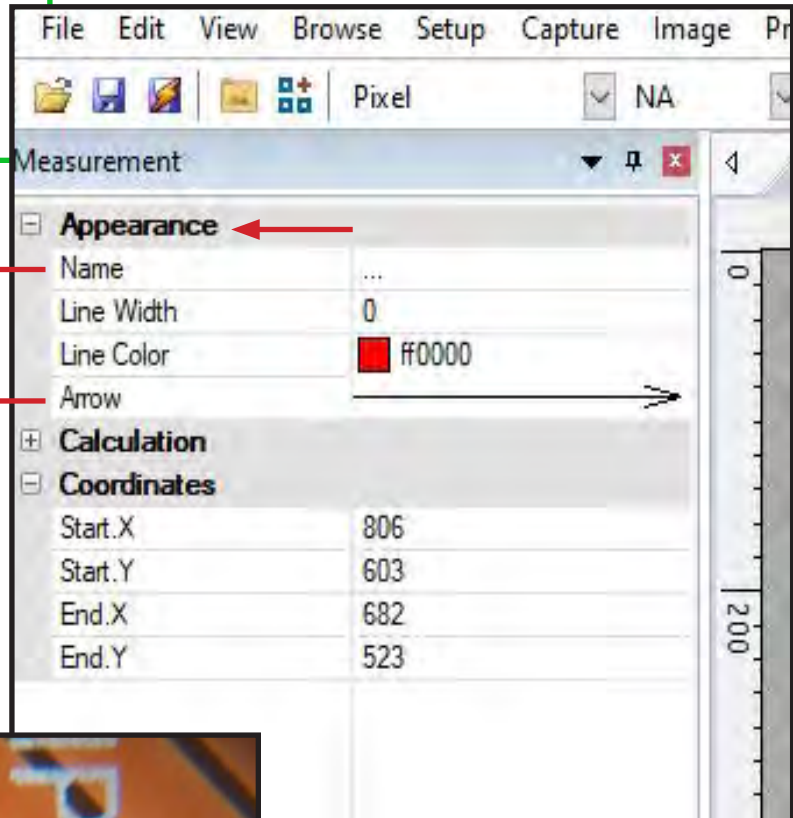 File Edit View Browse Setup Capture Image Pr
Pixel NA
Measurement
Appearance
Name ...
Line Width 0
Line Color ff0000
Arrow
Calculation
Coordinates
Start.X 806
Start.Y 603
End.X 682
End.Y 523
0
200
IP